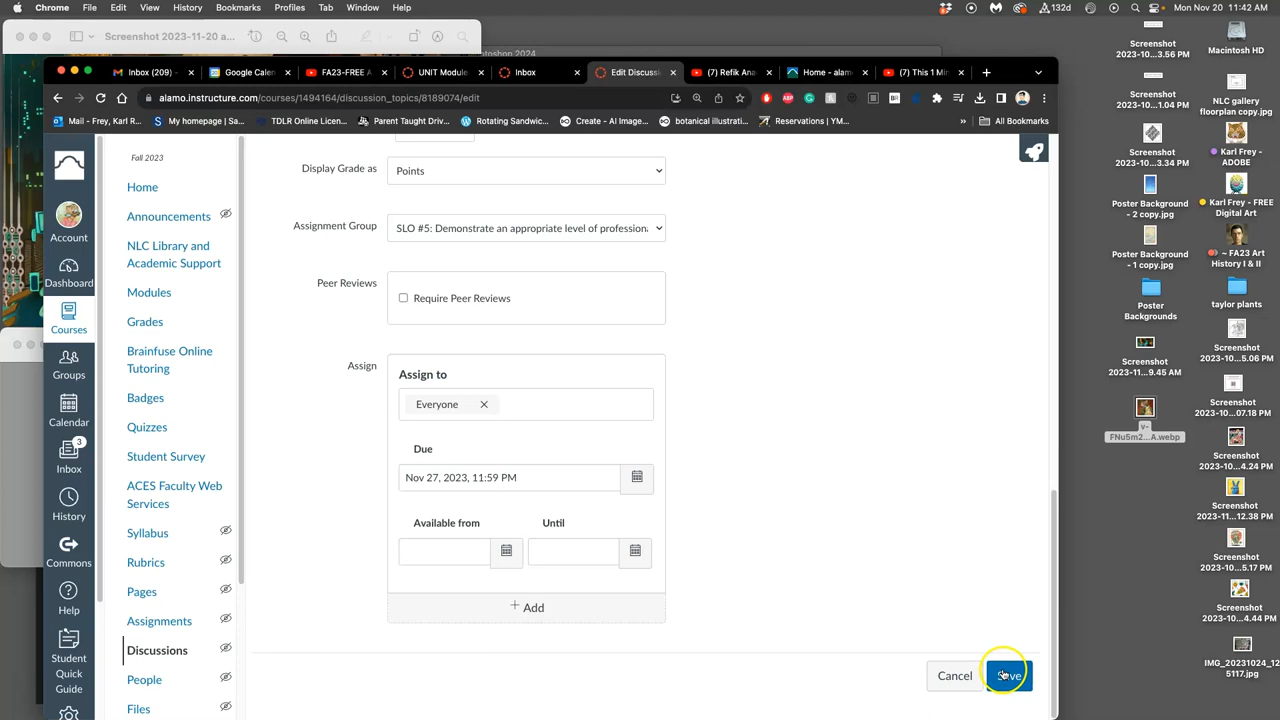 Chrome File Edit View History Bookmarks Profiles Tab Window Help 132d Mon Nov 20 11:42 AM
Screenshot 2023-11-20 a...
Photoshop 2024
Inbox (209) - Google Calen FA23-FREE A UNIT Module Inbox Edit Discussi (7) Refik Ana Home - alam (7) This 1 Min
alamo.instructure.com/courses/1494164/discussion_topics/8189074/edit
Mail - Frey, Karl R... My homepage | Sa... TDLR Online Licen... Parent Taught Driv... Rotating Sandwic... Create - AI Image... botanical illustrati... Reservations | YM... » All Bookmarks
Account
Dashboard
Courses
Groups
Calendar
3
Inbox
History
Commons
Help
Student
Quick
Guide
Fall 2023
Home
Announcements
NLC Library and
Academic Support
Modules
Grades
Brainfuse Online
Tutoring
Badges
Quizzes
Student Survey
ACES Faculty Web
Services
Syllabus
Rubrics
Pages
Assignments
Discussions
People
Files
Display Grade as
Points
Assignment Group
SLO #5: Demonstrate an appropriate level of profession
Peer Reviews
Require Peer Reviews
Assign
Assign to
Everyone
Due
Nov 27, 2023, 11:59 PM
Available from
Until
+ Add
Cancel
Save
Screenshot
2023-10...3.56 PM
Screenshot
2023-10...1.04 PM
Screenshot
2023-10...3.34 PM
Poster Background -
2 copy.jpg
Poster Background -
1 copy.jpg
Poster
Backgrounds
Screenshot
2023-11...9.45 AM
v-
FNu5m2...A.webp
Macintosh HD
NLC gallery
floorplan copy.jpg
Karl Frey -
ADOBE
Karl Frey - FREE
Digital Art
~ FA23 Art
History I & II
taylor plants
Screenshot
2023-10...5.06 PM
Screenshot
2023-10...07.18 PM
Screenshot
2023-10...4.24 PM
Screenshot
2023-11...12.38 PM
Screenshot
2023-10...5.17 PM
Screenshot
2023-10...4.44 PM
IMG_20231024_12
5117.jpg